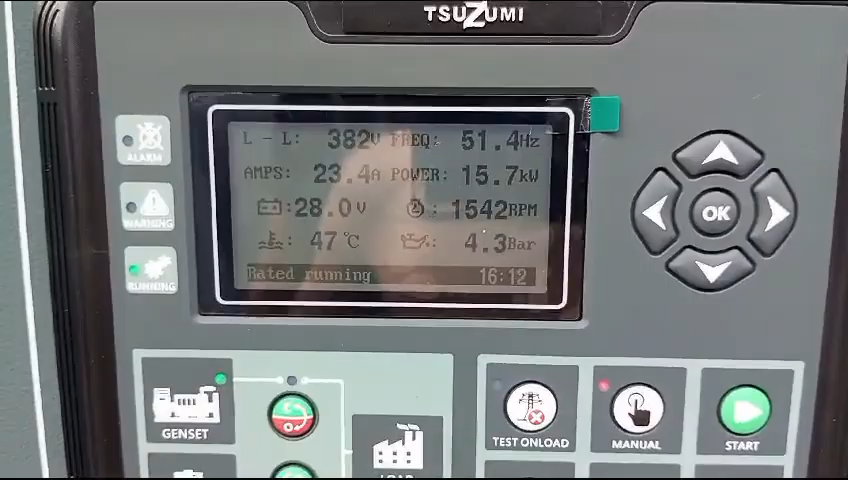 TSUZUMI
L - L: 382V FREQ: 51.4Hz
AMPS: 23.4A POWER: 15.7kW
:28.0V : 1542RPM
: 47℃ : 4.3Bar
Rated running 16:12
ALARM
WARNING
RUNNING
OK
GENSET
TEST ONLOAD
MANUAL
START